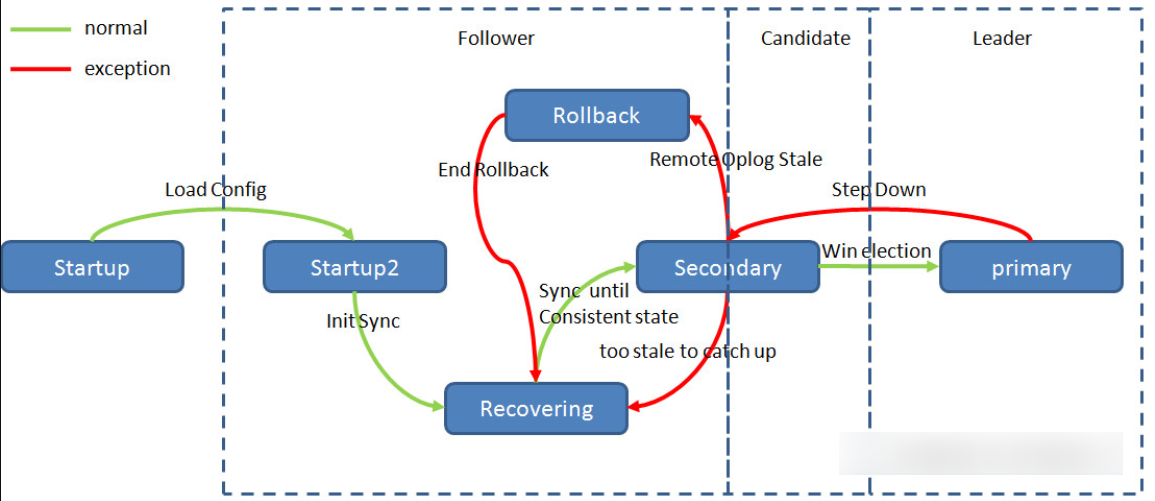 normal
exception
Follower
Candidate
Leader
Rollback
End Rollback
Remote Oplog Stale
Load Config
Step Down
Startup
Startup2
Secondary
Win election
primary
Init Sync
Sync until
Consistent state
too stale to catch up
Recovering